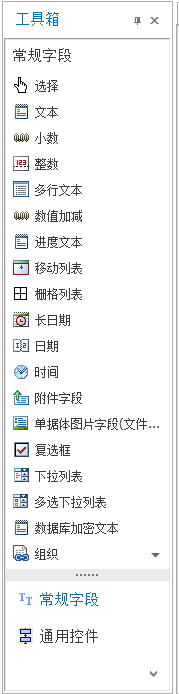 工具箱
常规字段
选择
文本
小数
整数
多行文本
数值加减
进度文本
移动列表
栅格列表
长日期
日期
时间
附件字段
单据体图片字段(文件...
复选框
下拉列表
多选下拉列表
数据库加密文本
组织
常规字段
通用控件